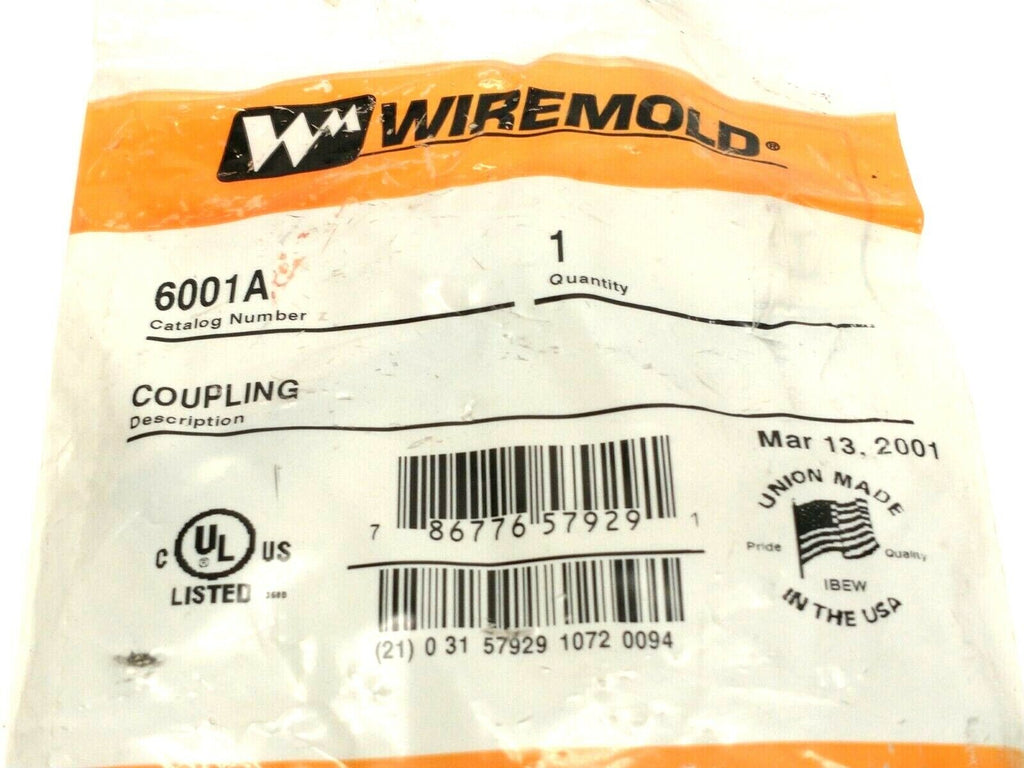 WM WIREMOLD®
6001A
Catalog Number
1
Quantity
COUPLING
Description
Mar 13, 2001
7 86776 57929 1
(21) 0 31 57929 1072 0094
C UL® US
LISTED
UNION MADE
Pride Quality
IBEW
IN THE USA